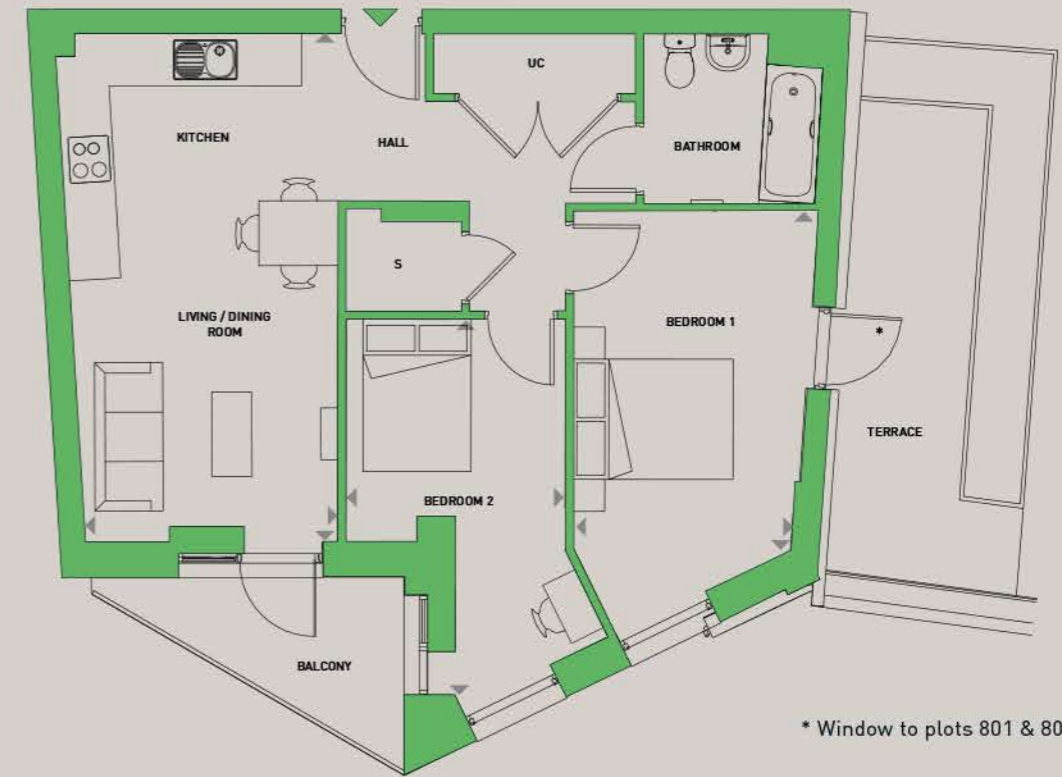 UC
KITCHEN
HALL
BATHROOM
S
LIVING / DINING
ROOM
BEDROOM 1
*
TERRACE
BEDROOM 2
BALCONY
* Window to plots 801 & 80